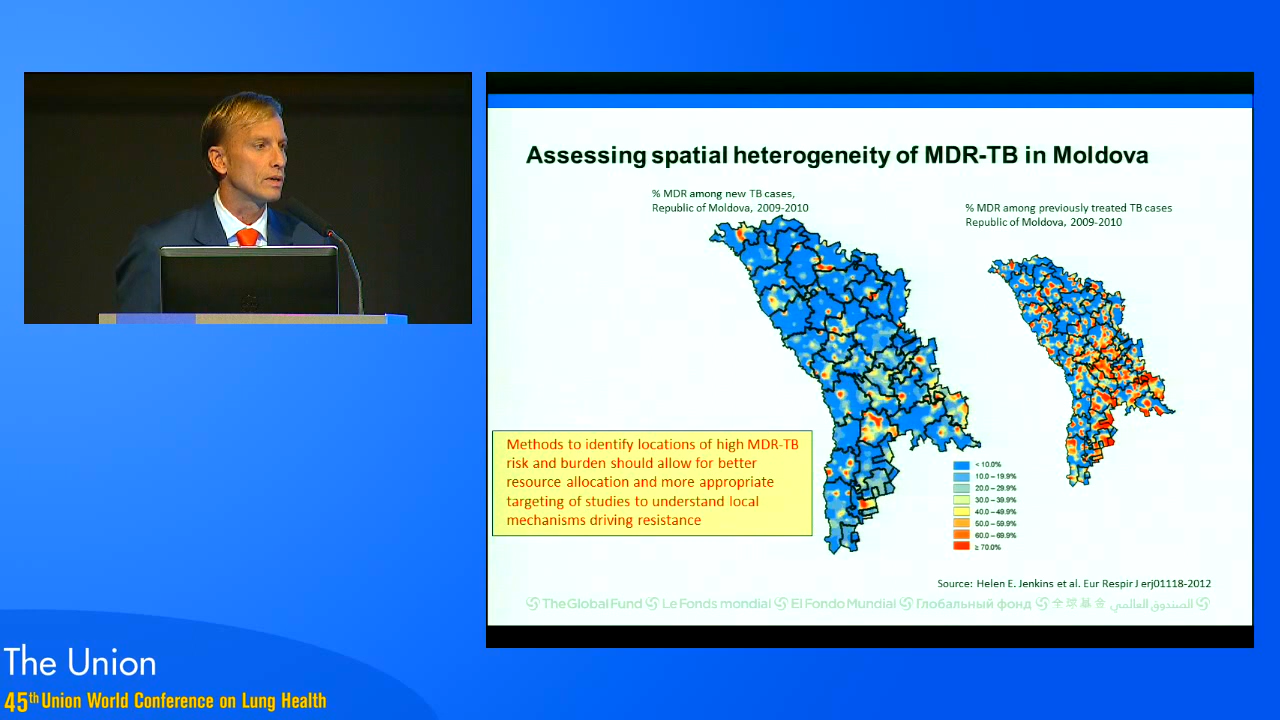 Assessing spatial heterogeneity of MDR-TB in Moldova
% MDR among new TB cases,
Republic of Moldova, 2009-2010
% MDR among previously treated TB cases
Republic of Moldova, 2009-2010
Methods to identify locations of high MDR-TB
risk and burden should allow for better
resource allocation and more appropriate
targeting of studies to understand local
mechanisms driving resistance
< 10.0%
10.0 – 19.9%
20.0 – 29.9%
30.0 – 39.9%
40.0 – 49.9%
50.0 – 59.9%
60.0 – 69.9%
≥ 70.0%
Source: Helen E. Jenkins et al. Eur Respir J erj01118-2012
The Global Fund Le Fonds mondial El Fondo Mundial Глобальный фонд 全球基金 الصندوق العالمي
The Union
45th Union World Conference on Lung Health